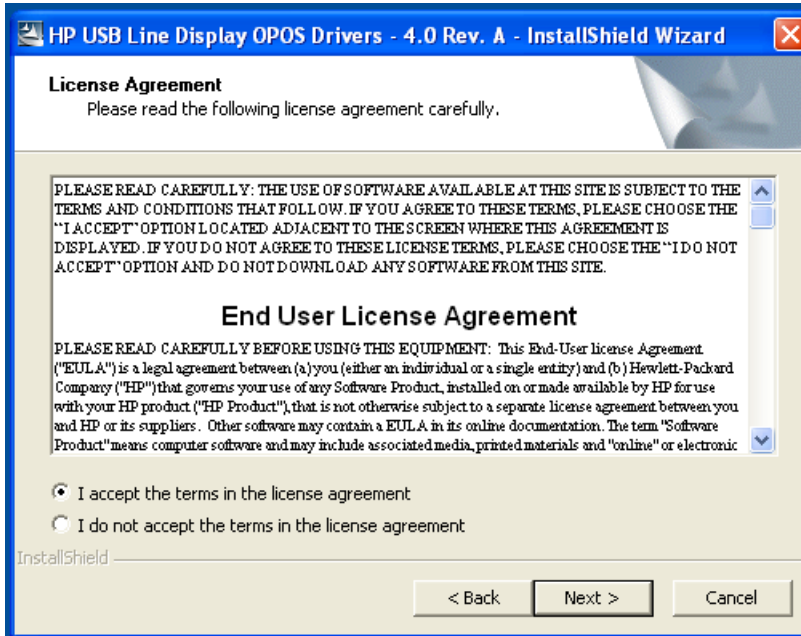 HP USB Line Display OPOS Drivers - 4.0 Rev. A - InstallShield Wizard
License Agreement
Please read the following license agreement carefully.
PLEASE READ CAREFULLY: THE USE OF SOFTWARE AVAILABLE AT THIS SITE IS SUBJECT TO THE
TERMS AND CONDITIONS THAT FOLLOW. IF YOU AGREE TO THESE TERMS, PLEASE CHOOSE THE
``I ACCEPT`` OPTION LOCATED ADJACENT TO THE SCREEN WHERE THIS AGREEMENT IS
DISPLAYED. IF YOU DO NOT AGREE TO THESE LICENSE TERMS, PLEASE CHOOSE THE ``I DO NOT
ACCEPT`` OPTION AND DO NOT DOWNLOAD ANY SOFTWARE FROM THIS SITE.
End User License Agreement
PLEASE READ CAREFULLY BEFORE USING THIS EQUIPMENT: This End-User license Agreement
("EULA") is a legal agreement between (a) you (either an individual or a single entity) and (b) Hewlett-Packard
Company ("HP") that governs your use of any Software Product, installed on or made available by HP for use
with your HP product ("HP Product"), that is not otherwise subject to a separate license agreement between you
and HP or its suppliers. Other software may contain a EULA in its online documentation. The term "Software
Product" means computer software and may include associated media, printed materials and "online" or electronic
I accept the terms in the license agreement
I do not accept the terms in the license agreement
InstallShield
< Back
Next >
Cancel